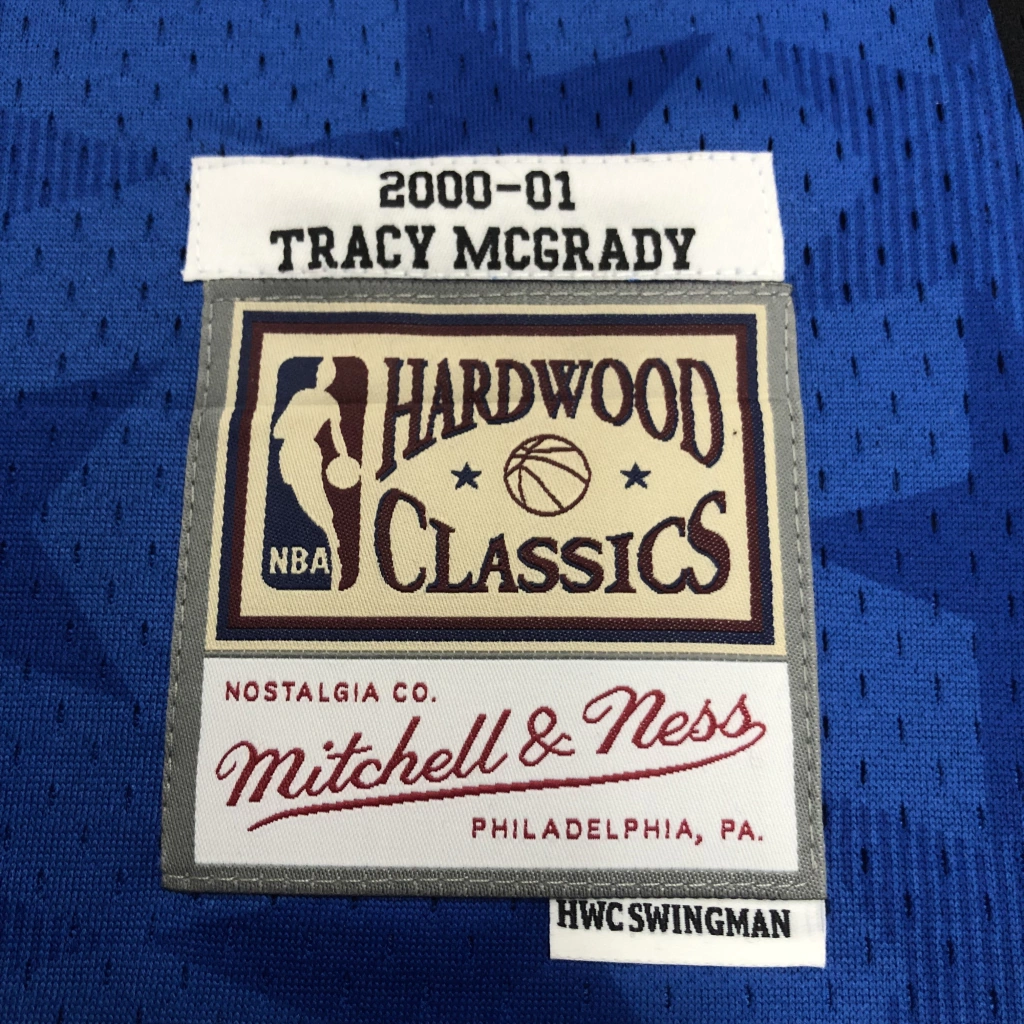 2000-01
TRACY MCGRADY
HARDWOOD
CLASSICS
NBA
NOSTALGIA CO.
Mitchell & Ness
PHILADELPHIA, PA.
HWC SWINGMAN